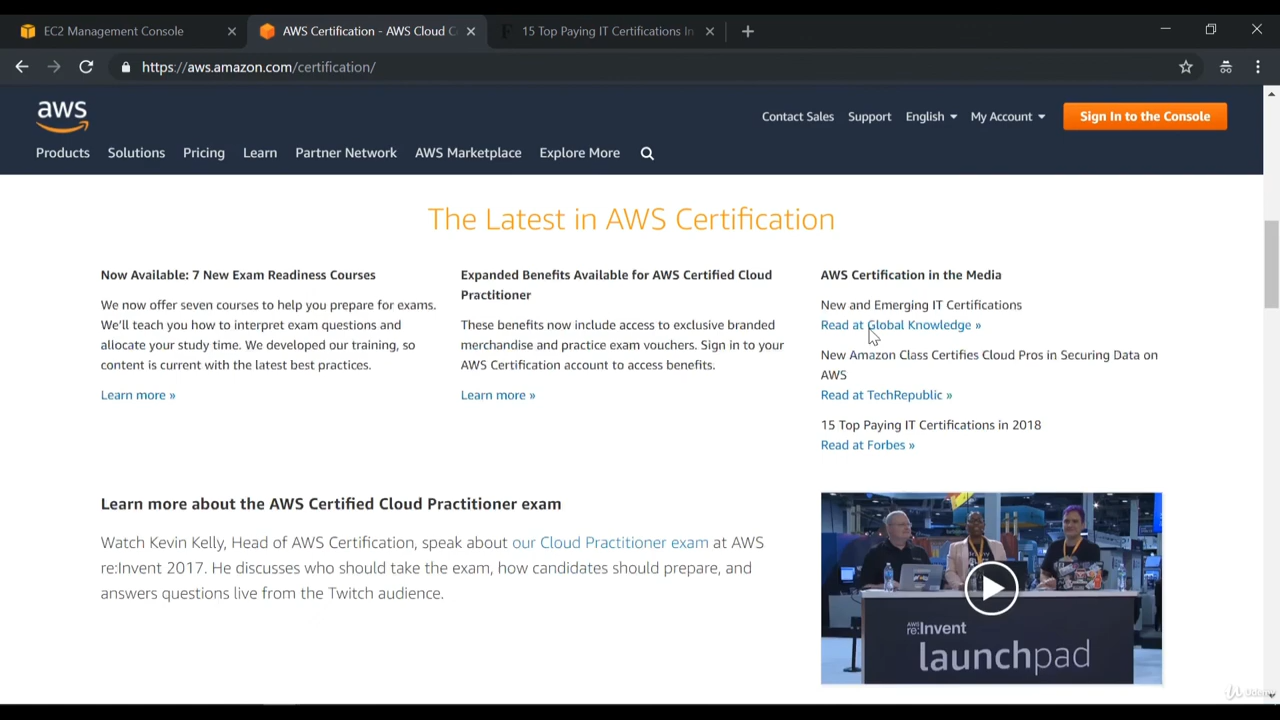 EC2 Management Console
AWS Certification - AWS Cloud C
15 Top Paying IT Certifications In
https://aws.amazon.com/certification/
aws
Contact Sales Support English My Account Sign In to the Console
Products Solutions Pricing Learn Partner Network AWS Marketplace Explore More
The Latest in AWS Certification
Now Available: 7 New Exam Readiness Courses
We now offer seven courses to help you prepare for exams.
We'll teach you how to interpret exam questions and
allocate your study time. We developed our training, so
content is current with the latest best practices.
Learn more »
Expanded Benefits Available for AWS Certified Cloud
Practitioner
These benefits now include access to exclusive branded
merchandise and practice exam vouchers. Sign in to your
AWS Certification account to access benefits.
Learn more »
AWS Certification in the Media
New and Emerging IT Certifications
Read at Global Knowledge »
New Amazon Class Certifies Cloud Pros in Securing Data on
AWS
Read at TechRepublic »
15 Top Paying IT Certifications in 2018
Read at Forbes »
Learn more about the AWS Certified Cloud Practitioner exam
Watch Kevin Kelly, Head of AWS Certification, speak about our Cloud Practitioner exam at AWS
re:Invent 2017. He discusses who should take the exam, how candidates should prepare, and
answers questions live from the Twitch audience.
AWS
re:Invent
launchpad
Udemy